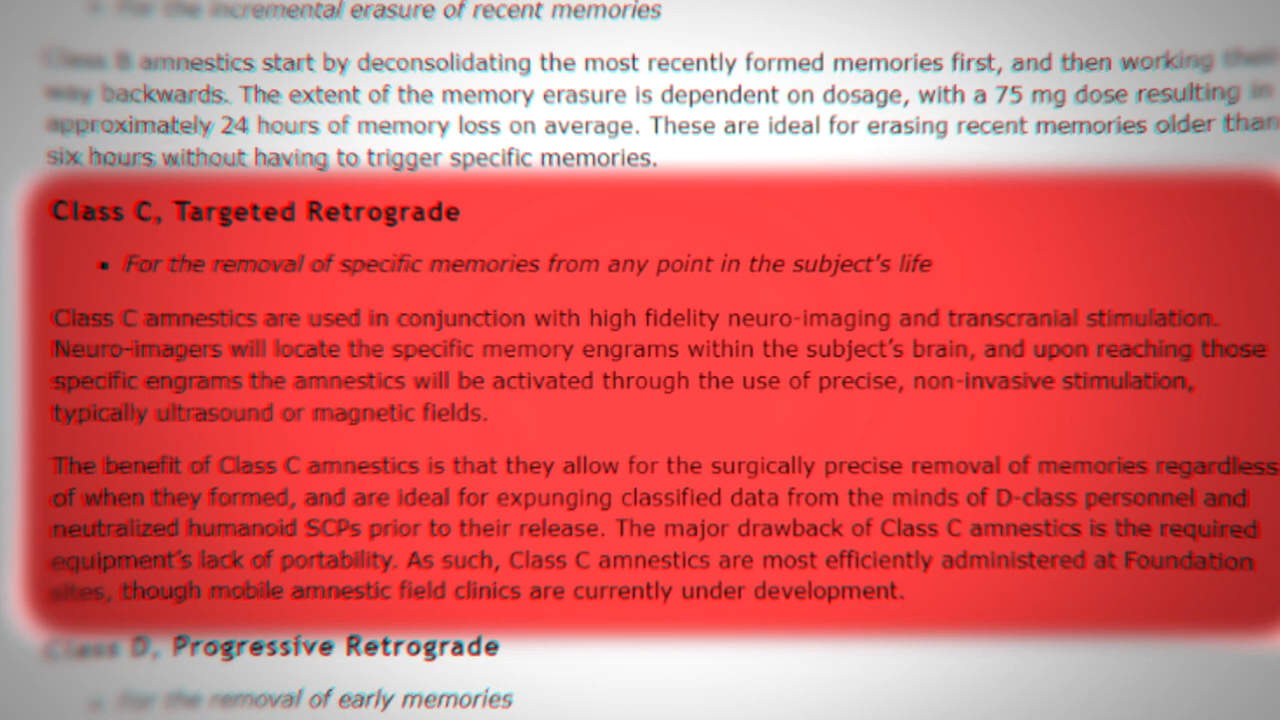 For the incremental erasure of recent memories
Class B amnestics start by deconsolidating the most recently formed memories first, and then working their
way backwards. The extent of the memory erasure is dependent on dosage, with a 75 mg dose resulting in
approximately 24 hours of memory loss on average. These are ideal for erasing recent memories older than
six hours without having to trigger specific memories.
Class C, Targeted Retrograde
▪ For the removal of specific memories from any point in the subject's life
Class C amnestics are used in conjunction with high fidelity neuro-imaging and transcranial stimulation.
Neuro-imagers will locate the specific memory engrams within the subject's brain, and upon reaching those
specific engrams the amnestics will be activated through the use of precise, non-invasive stimulation,
typically ultrasound or magnetic fields.
The benefit of Class C amnestics is that they allow for the surgically precise removal of memories regardless
of when they formed, and are ideal for expunging classified data from the minds of D-class personnel and
neutralized humanoid SCPs prior to their release. The major drawback of Class C amnestics is the required
equipment's lack of portability. As such, Class C amnestics are most efficiently administered at Foundation
sites, though mobile amnestic field clinics are currently under development.
Class D, Progressive Retrograde
For the removal of early memories